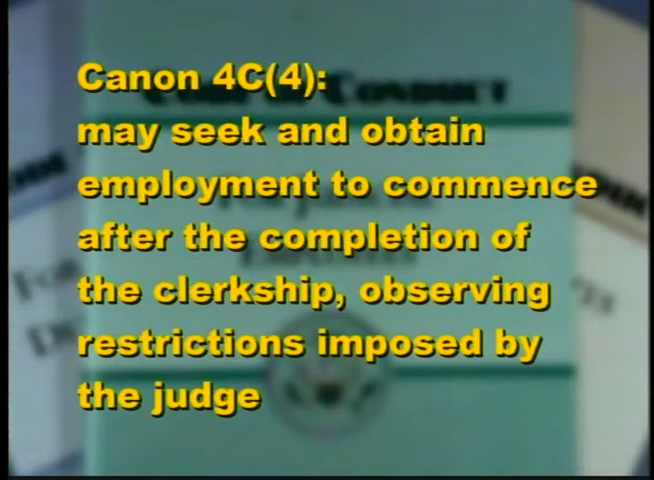 Canon 4C(4):
may seek and obtain
employment to commence
after the completion of
the clerkship, observing
restrictions imposed by
the judge